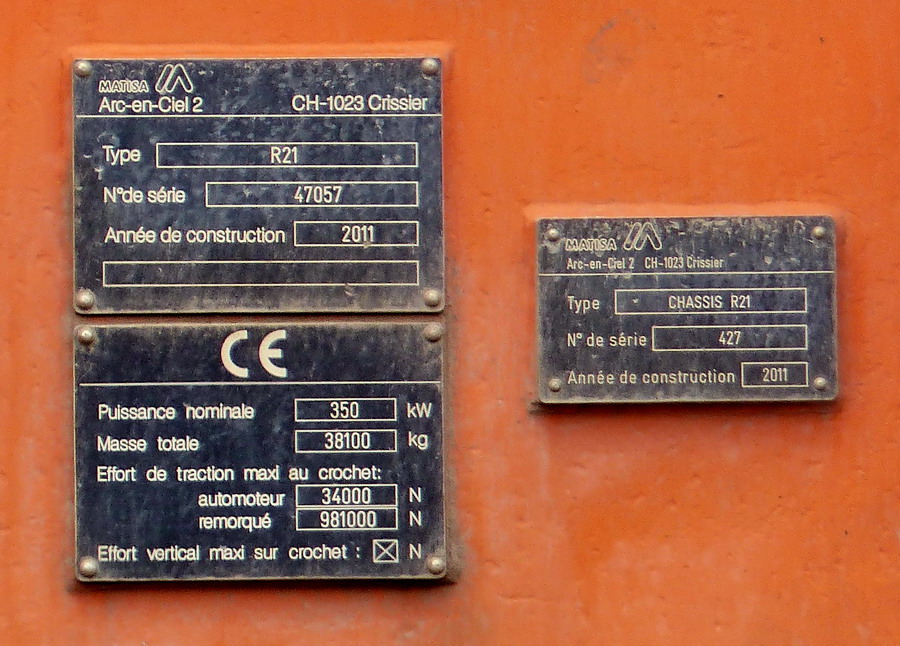 MATISA
Arc-en-Ciel 2 CH-1023 Crissier
Type R21
N°de série 47057
Année de construction 2011
CE
Puissance nominale 350 kW
Masse totale 38100 kg
Effort de traction maxi au crochet:
automoteur 34000 N
remorqué 981000 N
Effort vertical maxi sur crochet : N
MATISA
Arc-en-Ciel 2 CH-1023 Crissier
Type CHASSIS R21
N° de série 427
Année de construction 2011